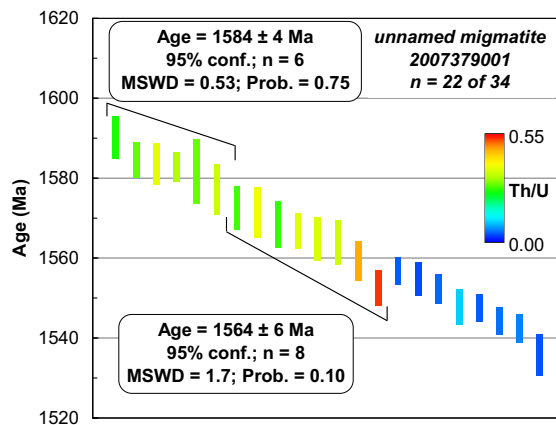 1620
1600
1580
1560
1540
1520
Age (Ma)
Age = 1584 ± 4 Ma
95% conf.; n = 6
MSWD = 0.53; Prob. = 0.75
unnamed migmatite
2007379001
n = 22 of 34
0.55
Th/U
0.00
Age = 1564 ± 6 Ma
95% conf.; n = 8
MSWD = 1.7; Prob. = 0.10